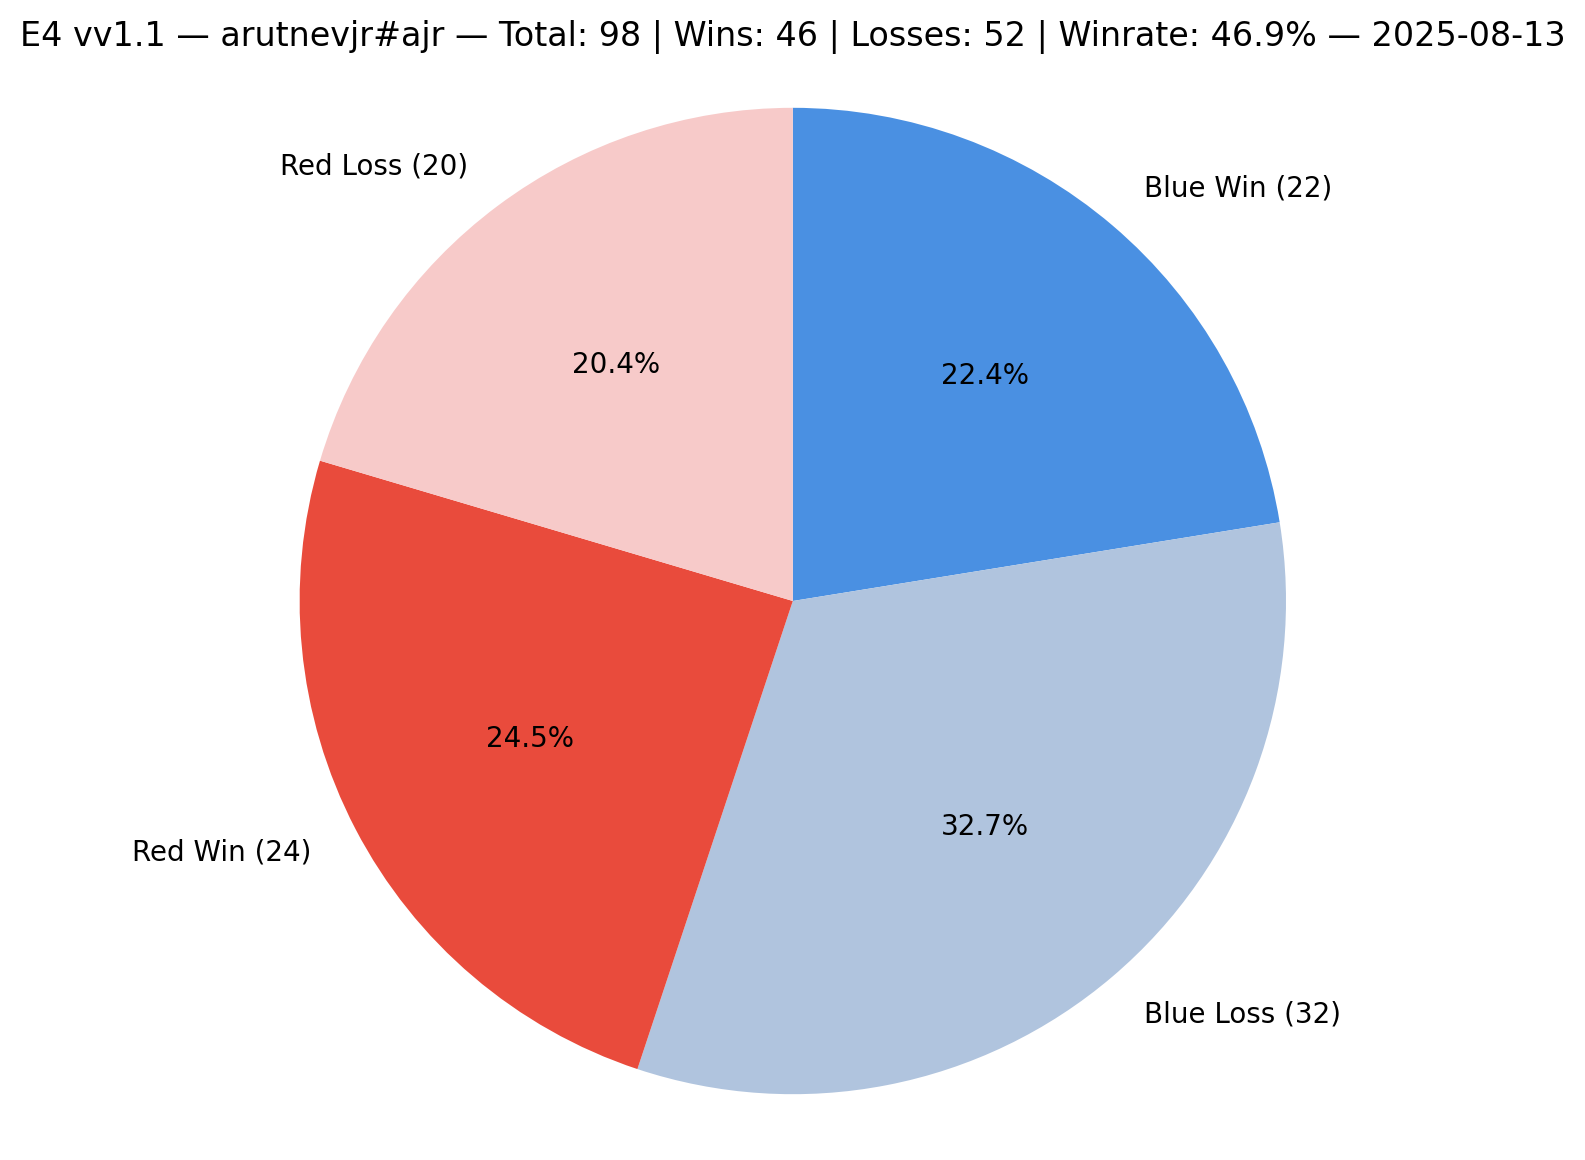 E4 vv1.1 — arutnevjr#ajr — Total: 98 | Wins: 46 | Losses: 52 | Winrate: 46.9% — 2025-08-13
Red Loss (20)
Blue Win (22)
20.4%
22.4%
24.5%
32.7%
Red Win (24)
Blue Loss (32)